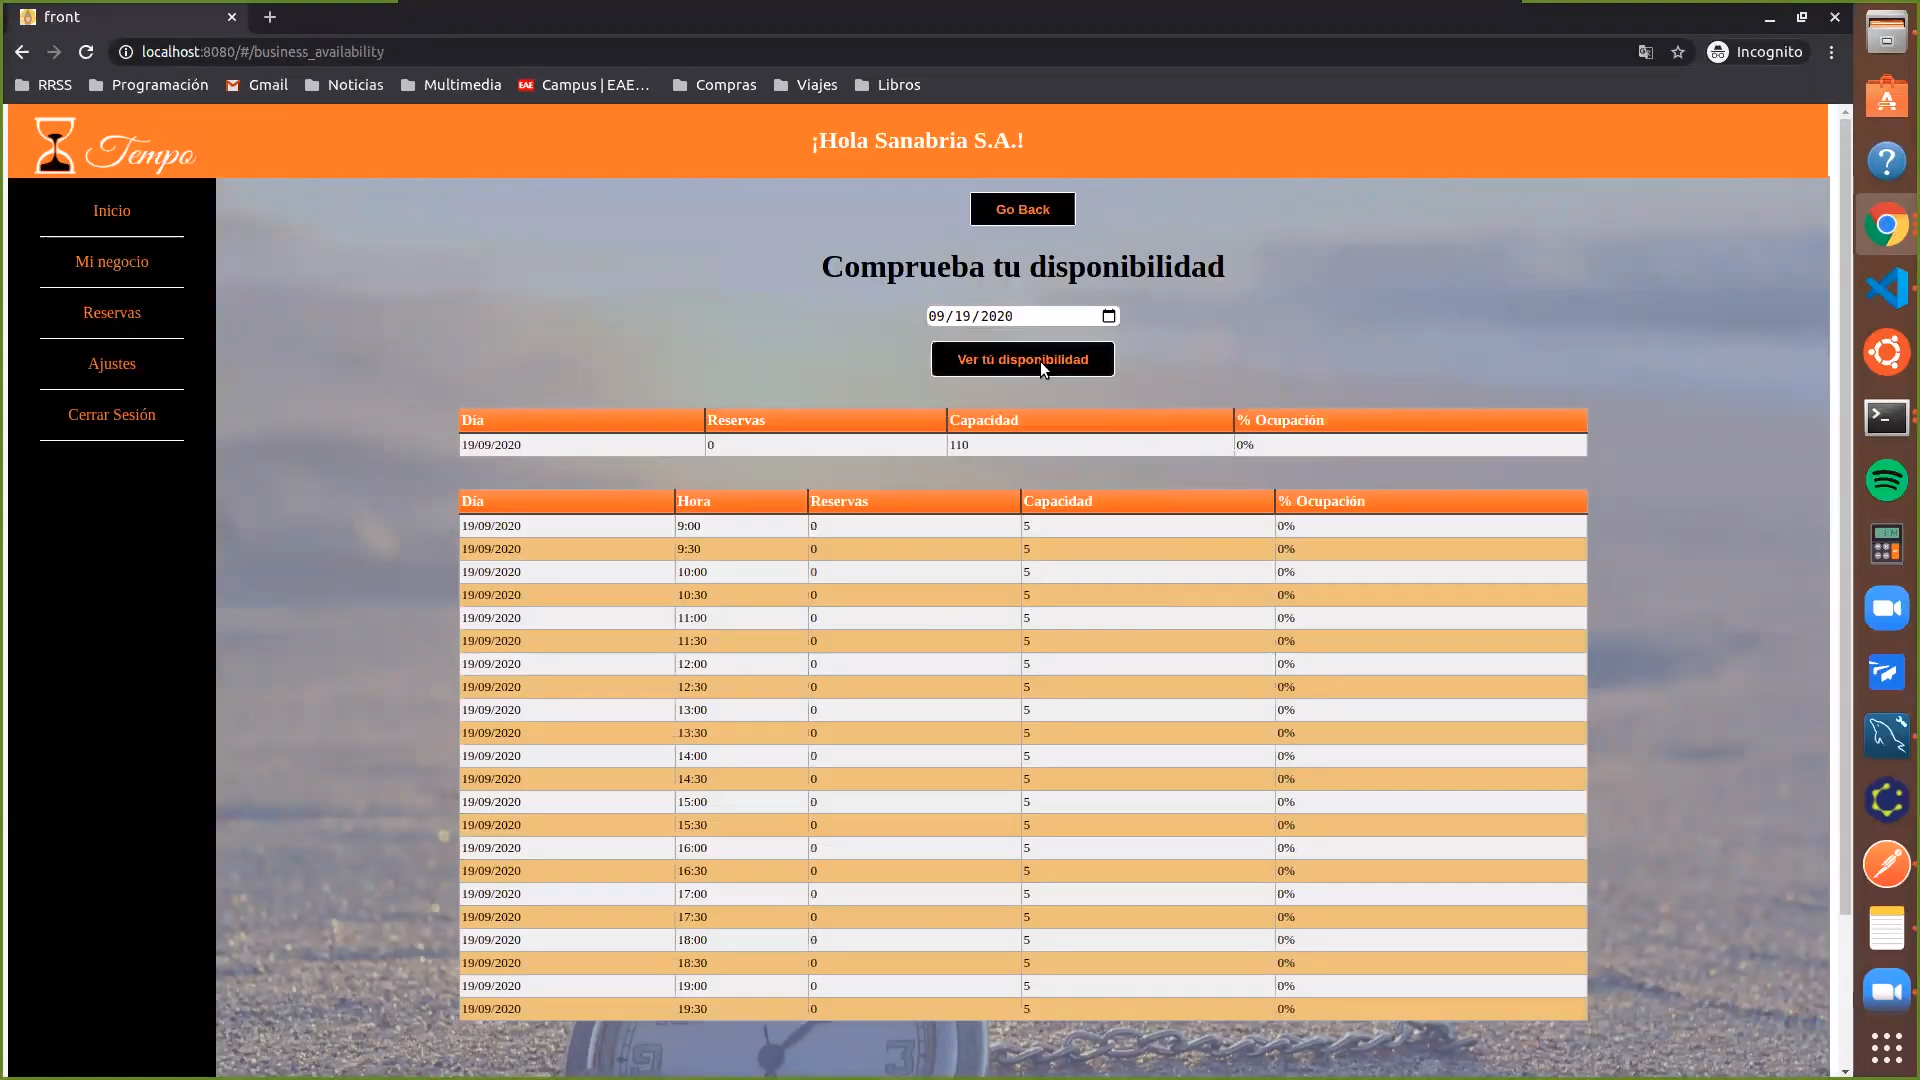 front
localhost:8080/#/business_availability
Incognito
RRSS Programación Gmail Noticias Multimedia EAE Campus | EAE... Compras Viajes Libros
Tempo
¡Hola Sanabria S.A.!
Inicio
Mi negocio
Reservas
Ajustes
Cerrar Sesión
Go Back
Comprueba tu disponibilidad
09/19/2020
Ver tú disponibilidad
Día Reservas Capacidad % Ocupación
19/09/2020 0 110 0%
Día Hora Reservas Capacidad % Ocupación
19/09/2020 9:00 0 5 0%
19/09/2020 9:30 0 5 0%
19/09/2020 10:00 0 5 0%
19/09/2020 10:30 0 5 0%
19/09/2020 11:00 0 5 0%
19/09/2020 11:30 0 5 0%
19/09/2020 12:00 0 5 0%
19/09/2020 12:30 0 5 0%
19/09/2020 13:00 0 5 0%
19/09/2020 13:30 0 5 0%
19/09/2020 14:00 0 5 0%
19/09/2020 14:30 0 5 0%
19/09/2020 15:00 0 5 0%
19/09/2020 15:30 0 5 0%
19/09/2020 16:00 0 5 0%
19/09/2020 16:30 0 5 0%
19/09/2020 17:00 0 5 0%
19/09/2020 17:30 0 5 0%
19/09/2020 18:00 0 5 0%
19/09/2020 18:30 0 5 0%
19/09/2020 19:00 0 5 0%
19/09/2020 19:30 0 5 0%